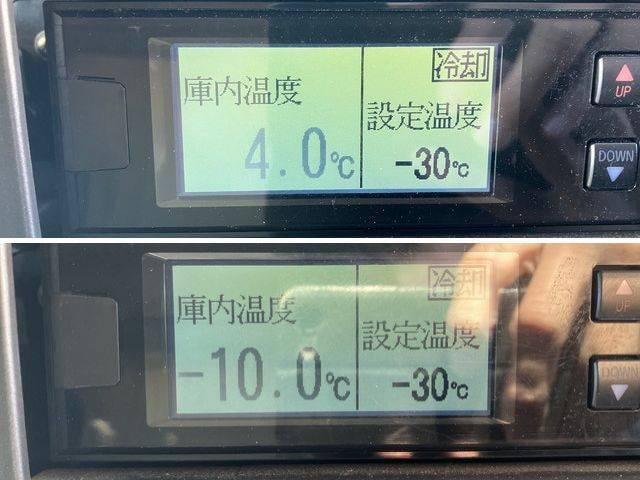 冷却
庫内温度
設定温度
4.0℃
-30℃
UP
DOWN
冷却
庫内温度
設定温度
-10.0℃
-30℃
UP
DOWN